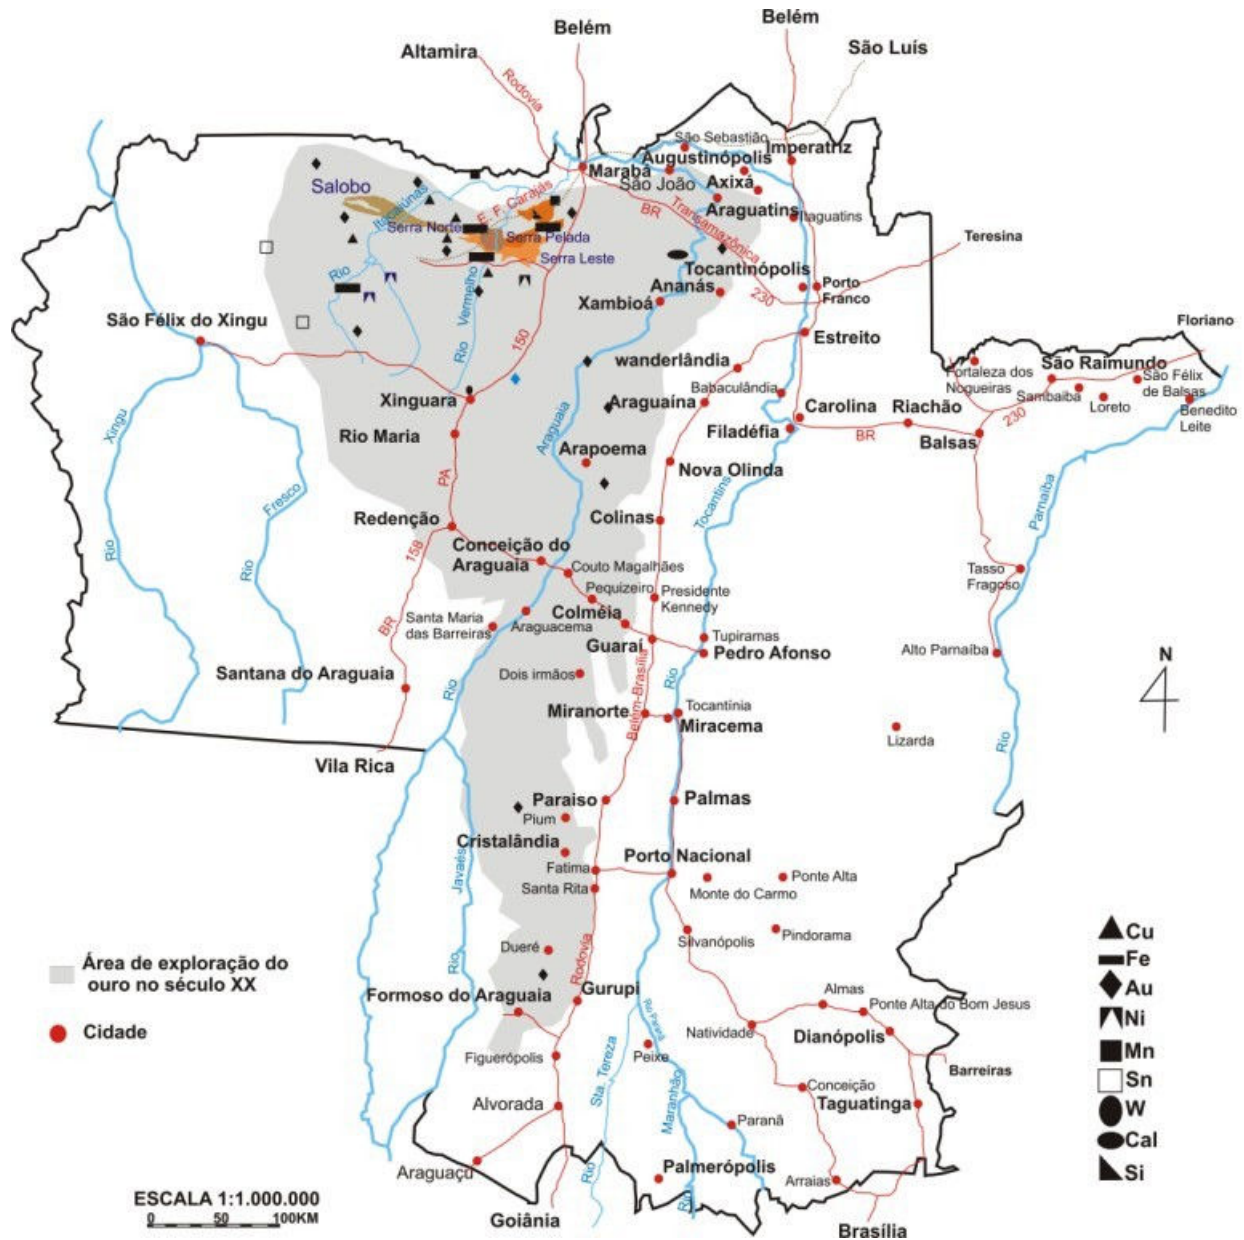 Belém
Belém
São Luís
Altamira
Rodovia
São Sebastião
Imperatriz
Augustinópolis
Marabá
São João
Axixá
Salobo
Itacaiúnas
E. F. Carajás
BR
Transamazônica
Araguatins
Itaguatins
Serra Norte
Serra Pelada
Serra Leste
Teresina
Tocantinópolis
Rio
Vermelho
Rio
Ananás
Porto
Franco
230
Xambioá
São Félix do Xingu
150
Estreito
Floriano
wanderlândia
São Raimundo
Fortaleza dos
Nogueiras
São Félix
de Balsas
Babaculândia
Sambaiba
Loreto
Benedito
Leite
Xinguara
Araguaína
Carolina
Riachão
230
Xingu
Rio Maria
Araguaia
Filadéfia
BR
Balsas
Arapoema
Nova Olinda
PA
Tocantins
Parnaíba
Fresco
Redenção
Colinas
158
Conceição do
Araguaia
Couto Magalhães
Rio
Rio
Pequizeiro
Presidente
Kennedy
Tasso
Fragoso
Colméia
Santa Maria
das Barreiras
Araguacema
BR
Guaraí
Tupiramas
Pedro Afonso
Alto Parnaíba
Santana do Araguaia
Dois irmãos
Rio
Rio
Belém-Brasília
Miranorte
Tocantínia
Miracema
Lizarda
Rio
N
Vila Rica
Paraiso
Palmas
Pium
Cristalândia
Javaés
Fatima
Porto Nacional
Santa Rita
Monte do Carmo
Ponte Alta
Dueré
Silvanópolis
Pindorama
Rio
Rodovia
Cu
Fe
Au
Ni
Mn
Sn
W
Cal
Si
Área de exploração do
ouro no século XX
Cidade
Formoso do Araguaia
Gurupi
Almas
Ponte Alta do Bom Jesus
Natividade
Dianópolis
Figuerópolis
Sta. Tereza
Peixe
Barreiras
Maranhão
Conceição
Taguatinga
Alvorada
Paranã
Araguaçu
Rio
Palmerópolis
Arraias
Rio
ESCALA 1:1.000.000
0 50 100KM
Goiânia
Brasília